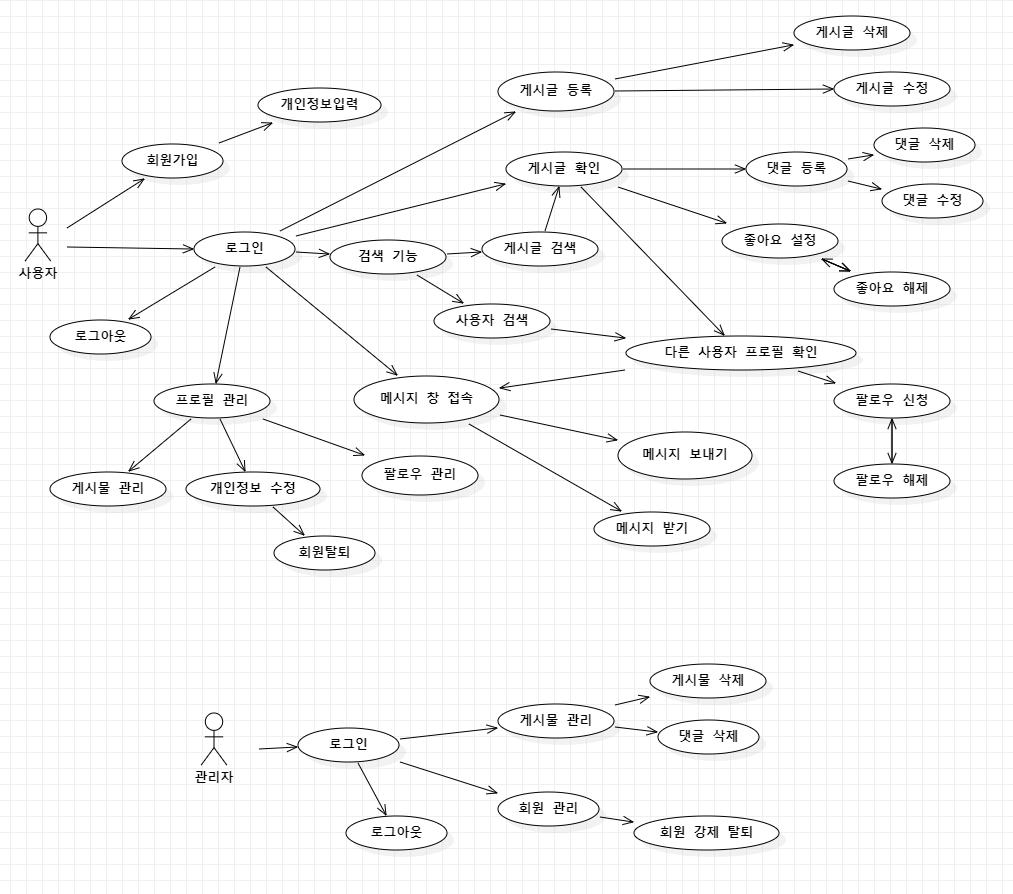 게시글 삭제
게시글 등록
게시글 수정
개인정보입력
회원가입
게시글 확인
댓글 등록
댓글 삭제
댓글 수정
사용자
로그인
검색 기능
게시글 검색
좋아요 설정
좋아요 해제
로그아웃
사용자 검색
다른 사용자 프로필 확인
프로필 관리
메시지 창 접속
팔로우 신청
메시지 보내기
게시물 관리
개인정보 수정
팔로우 관리
팔로우 해제
메시지 받기
회원탈퇴
게시물 삭제
게시물 관리
댓글 삭제
관리자
로그인
회원 관리
로그아웃
회원 강제 탈퇴